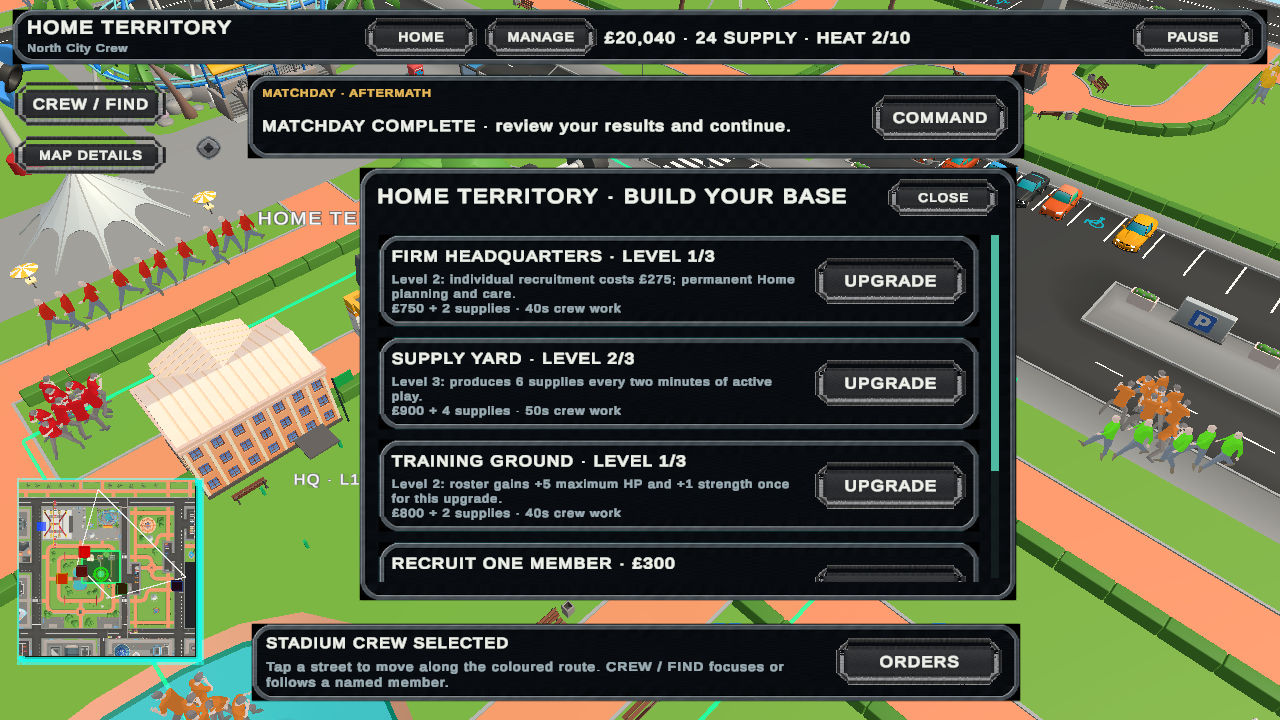 HOME TERRITORY
North City Crew
HOME
MANAGE
£20,040 · 24 SUPPLY · HEAT 2/10
PAUSE
CREW / FIND
MAP DETAILS
MATCHDAY · AFTERMATH
MATCHDAY COMPLETE · review your results and continue.
COMMAND
HOME TE
HOME TERRITORY · BUILD YOUR BASE
CLOSE
FIRM HEADQUARTERS · LEVEL 1/3
Level 2: individual recruitment costs £275; permanent Home
planning and care.
£750 + 2 supplies · 40s crew work
UPGRADE
SUPPLY YARD · LEVEL 2/3
Level 3: produces 6 supplies every two minutes of active
play.
£900 + 4 supplies · 50s crew work
UPGRADE
TRAINING GROUND · LEVEL 1/3
Level 2: roster gains +5 maximum HP and +1 strength once
for this upgrade.
£800 + 2 supplies · 40s crew work
UPGRADE
RECRUIT ONE MEMBER · £300
HQ · L1
P
STADIUM CREW SELECTED
Tap a street to move along the coloured route. CREW / FIND focuses or
follows a named member.
ORDERS